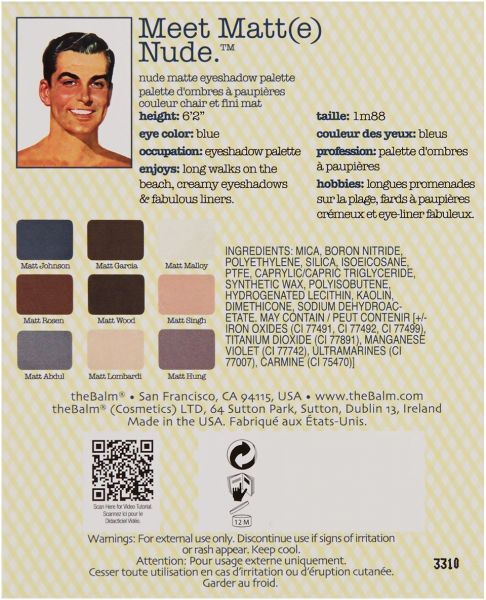 Meet Matt(e)
Nude.™
nude matte eyeshadow palette
palette d'ombres à paupières
couleur chair et fini mat
height: 6'2"
eye color: blue
occupation: eyeshadow palette
enjoys: long walks on the
beach, creamy eyeshadows
& fabulous liners.
taille: 1m88
couleur des yeux: bleus
profession: palette d'ombres
à paupières
hobbies: longues promenades
sur la plage, fards à paupières
crémeux et eye-liner fabuleux.
Matt Johnson
Matt Garcia
Matt Malloy
Matt Rosen
Matt Wood
Matt Singh
Matt Abdul
Matt Lombardi
Matt Hung
INGREDIENTS: MICA, BORON NITRIDE,
POLYETHYLENE, SILICA, ISOEICOSANE,
PTFE, CAPRYLIC/CAPRIC TRIGLYCERIDE,
SYNTHETIC WAX, POLYISOBUTENE,
HYDROGENATED LECITHIN, KAOLIN,
DIMETHICONE, SODIUM DEHYDROAC-
ETATE. MAY CONTAIN / PEUT CONTENIR [+/-
IRON OXIDES (CI 77491, CI 77492, CI 77499),
TITANIUM DIOXIDE (CI 77891), MANGANESE
VIOLET (CI 77742), ULTRAMARINES (CI
77007), CARMINE (CI 75470)]
theBalm® • San Francisco, CA 94115, USA • www.theBalm.com
theBalm® (Cosmetics) LTD, 64 Sutton Park, Sutton, Dublin 13, Ireland
Made in the USA. Fabriqué aux États-Unis.
Scan Here for Video Tutorial.
Scannez ici pour le
Didacticiel Vidéo.
12 M
Warnings: For external use only. Discontinue use if signs of irritation
or rash appear. Keep cool.
Attention: Pour usage externe uniquement.
Cesser toute utilisation en cas d'irritation ou d'éruption cutanée.
Garder au froid.
3310